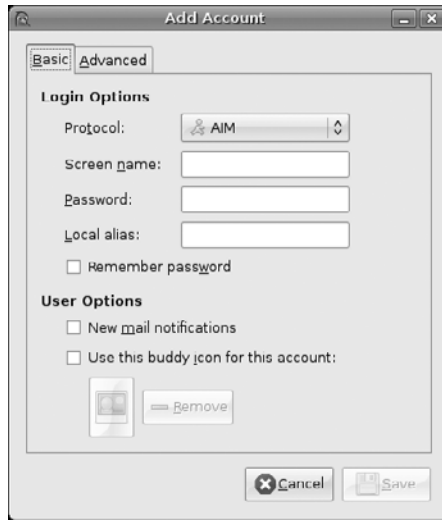 Add Account
Basic Advanced
Login Options
Protocol: AIM
Screen name:
Password:
Local alias:
Remember password
User Options
New mail notifications
Use this buddy icon for this account:
Remove
Cancel Save